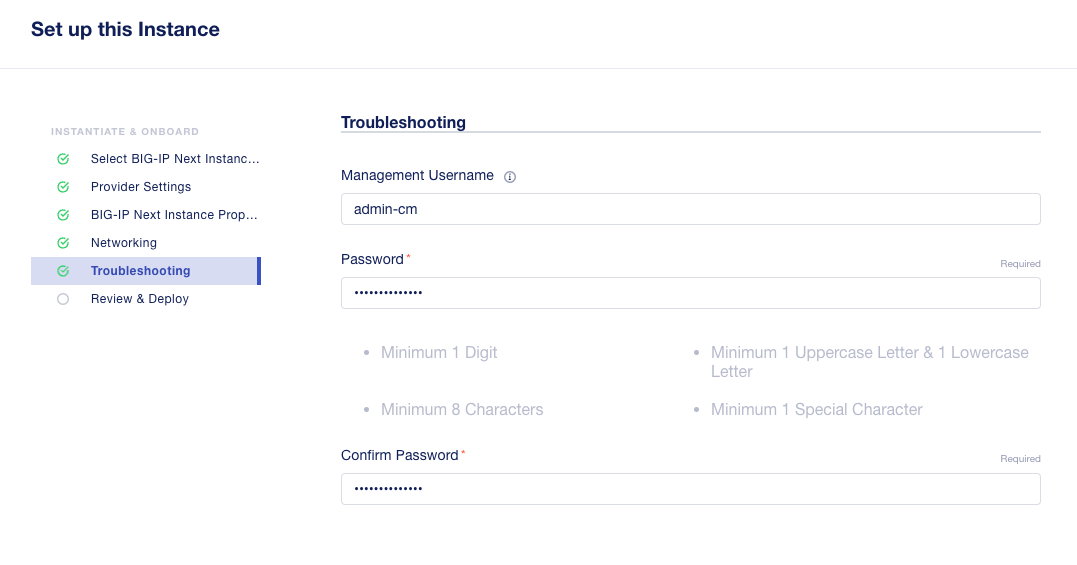 Set up this Instance
INSTANTIATE & ONBOARD
Select BIG-IP Next Instanc...
Provider Settings
BIG-IP Next Instance Prop...
Networking
Troubleshooting
Review & Deploy
Troubleshooting
Management Username
admin-cm
Password*
Required
••••••••••••••
• Minimum 1 Digit
• Minimum 1 Uppercase Letter & 1 Lowercase
Letter
• Minimum 8 Characters
• Minimum 1 Special Character
Confirm Password*
Required
••••••••••••••